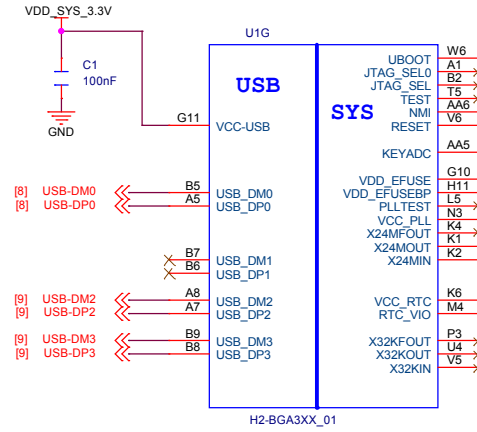 VDD_SYS_3.3V
U1G
C1
100nF
GND
USB
SYS
G11 VCC-USB
[8] USB-DM0 B5 USB_DM0
[8] USB-DP0 A5 USB_DP0
B7 USB_DM1
B6 USB_DP1
[9] USB-DM2 A8 USB_DM2
[9] USB-DP2 A7 USB_DP2
[9] USB-DM3 B9 USB_DM3
[9] USB-DP3 B8 USB_DP3
UBOOT W6
JTAG_SEL0 A1
JTAG_SEL B2
TEST T5
NMI AA6
RESET V6
KEYADC AA5
VDD_EFUSE G10
VDD_EFUSEBP H11
PLLTEST L5
VCC_PLL N3
X24MFOUT K4
X24MOUT K1
X24MIN K2
VCC_RTC K6
RTC_VIO M4
X32KFOUT P3
X32KOUT U4
X32KIN V5
H2-BGA3XX_01